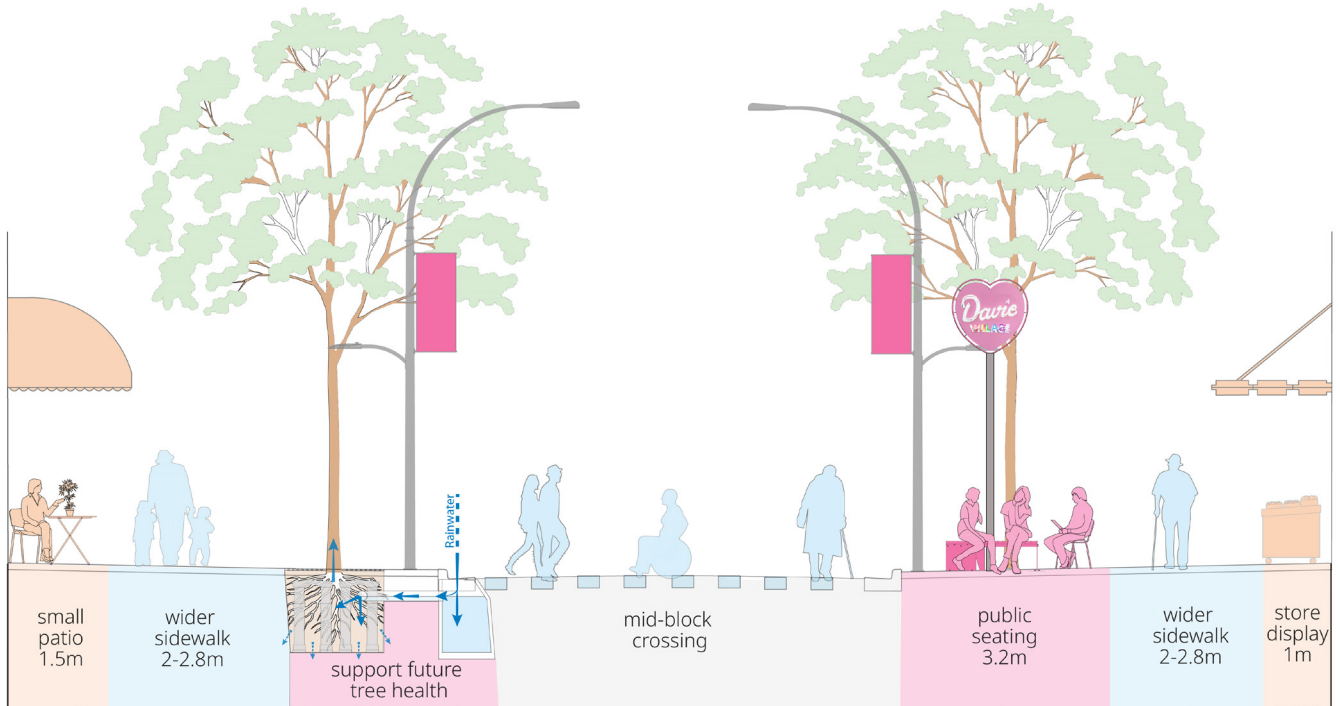 Davie
VILLAGE
Rainwater
small
patio
1.5m
wider
sidewalk
2-2.8m
support future
tree health
mid-block
crossing
public
seating
3.2m
wider
sidewalk
2-2.8m
store
display
1m